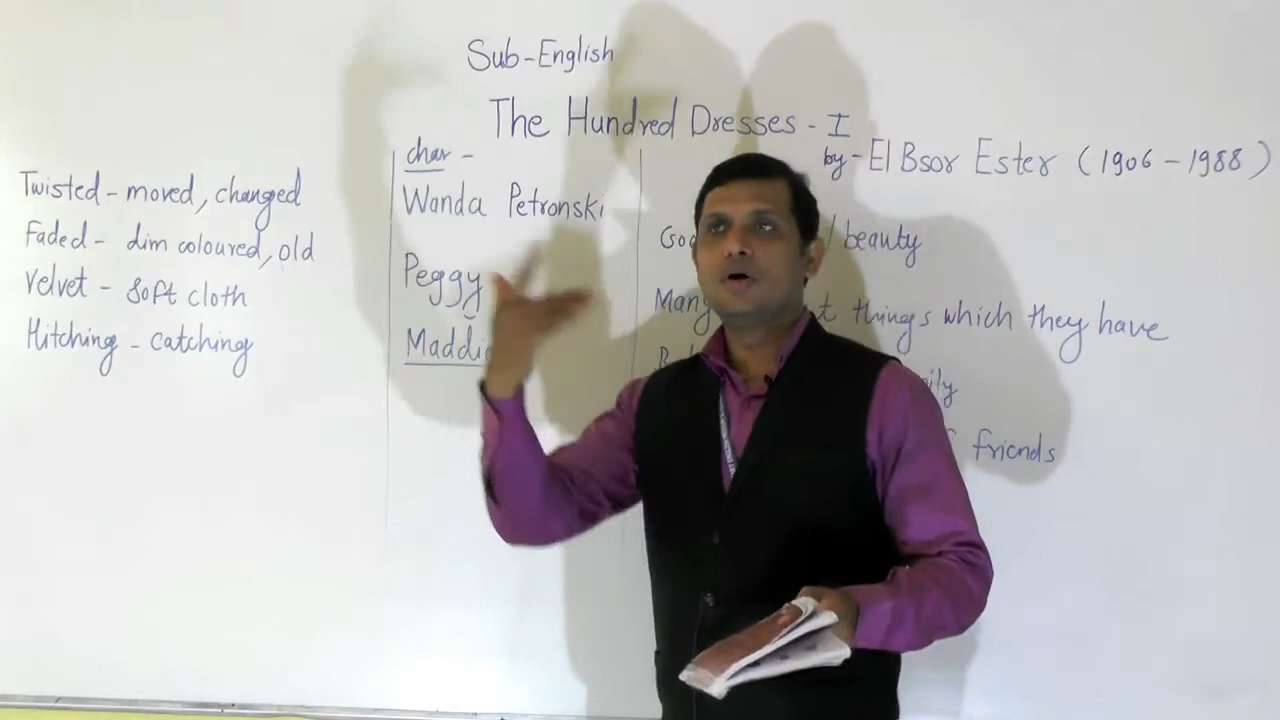 Sub-English
The Hundred Dresses - I
by - El Bsor Ester (1906 - 1988)
Twisted - moved, changed
Faded - dim coloured, old
Velvet - soft cloth
Hitching - catching
char -
Wanda Petronski
Peggy
/ beauty
things which they have
friends